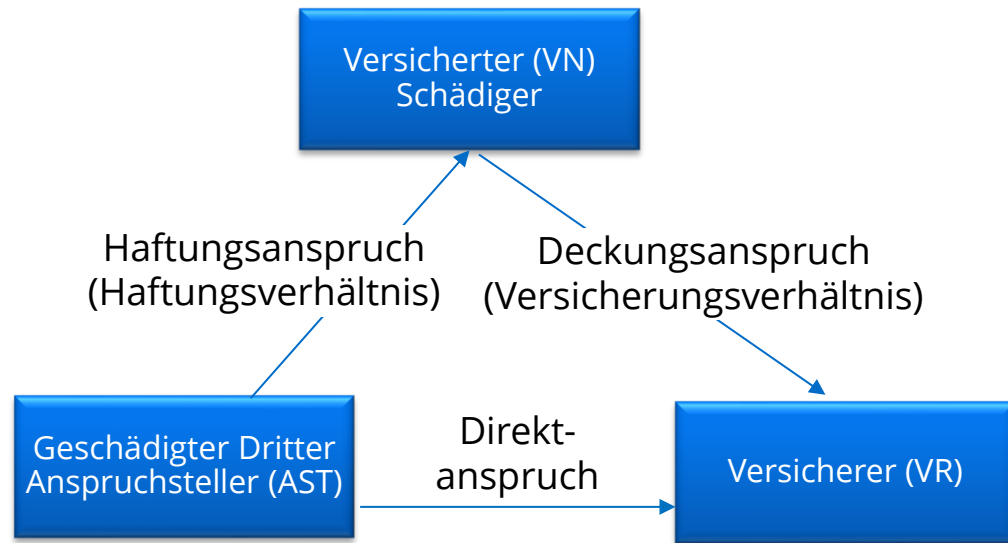 Versicherter (VN)
Schädiger
Haftungsanspruch
(Haftungsverhältnis)
Deckungsanspruch
(Versicherungsverhältnis)
Geschädigter Dritter
Anspruchsteller (AST)
Direkt-
anspruch
Versicherer (VR)